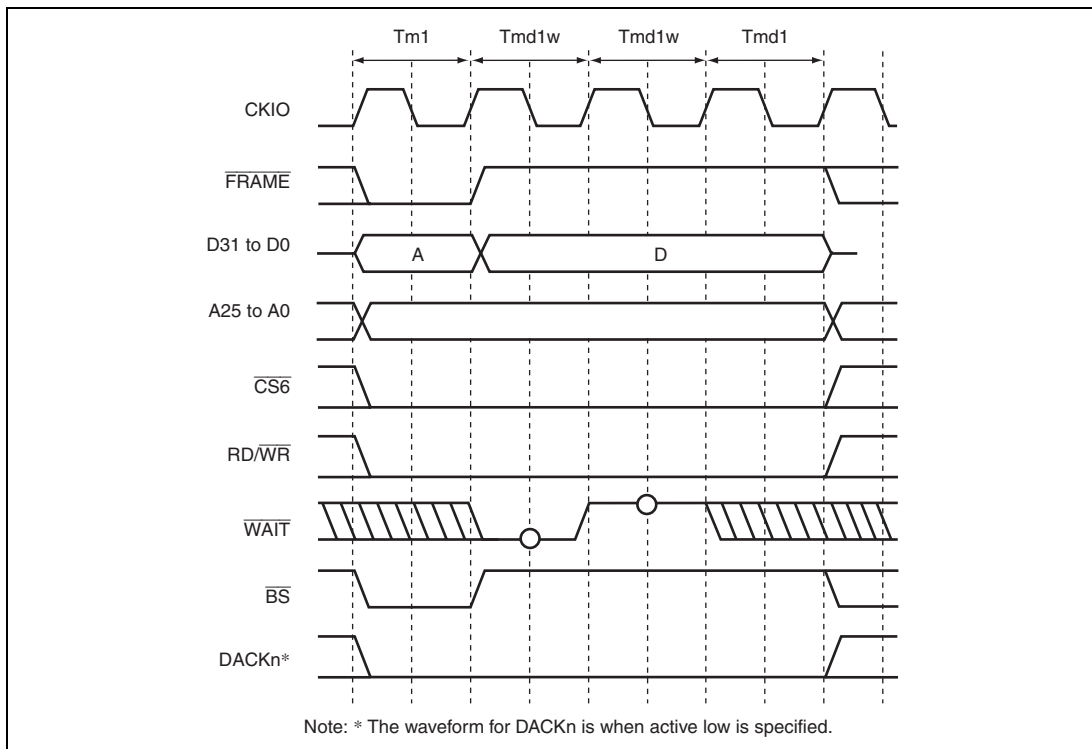 Tm1 Tmd1w Tmd1w Tmd1
CKIO
FRAME
D31 to D0
A D
A25 to A0
CS6
RD/WR
WAIT
BS
DACKn*
Note: * The waveform for DACKn is when active low is specified.